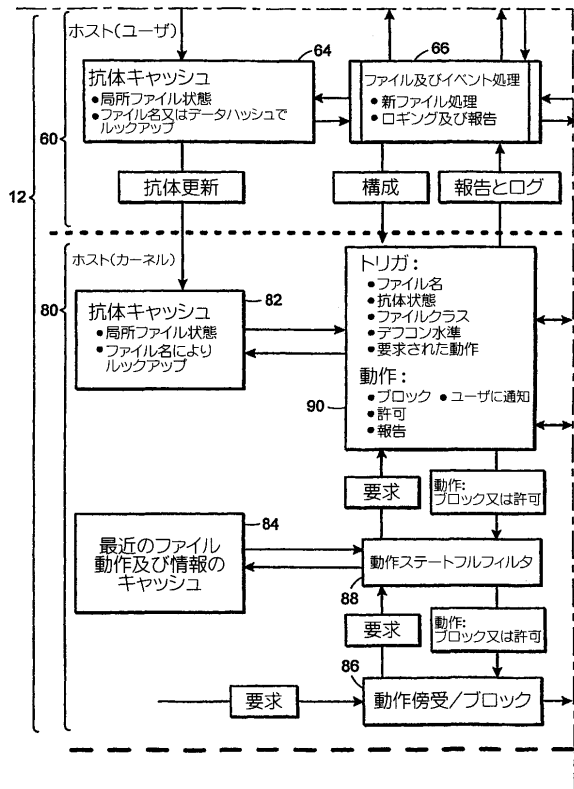 ホスト(ユーザ)
64
抗体キャッシュ
●局所ファイル状態
●ファイル名又はデータハッシュで
ルックアップ
66
ファイル及びイベント処理
●新ファイル処理
●ロギング及び報告
60
12
抗体更新
構成
報告とログ
ホスト(カーネル)
80
82
抗体キャッシュ
●局所ファイル状態
●ファイル名により
ルックアップ
トリガ:
●ファイル名
●抗体状態
●ファイルクラス
●デフコン水準
●要求された動作
動作:
●ブロック ●ユーザに通知
●許可
●報告
90
要求
動作:
ブロック又は許可
84
最近のファイル
動作及び情報の
キャッシュ
動作ステートフルフィルタ
88
要求
動作:
ブロック又は許可
86
要求
動作傍受/ブロック